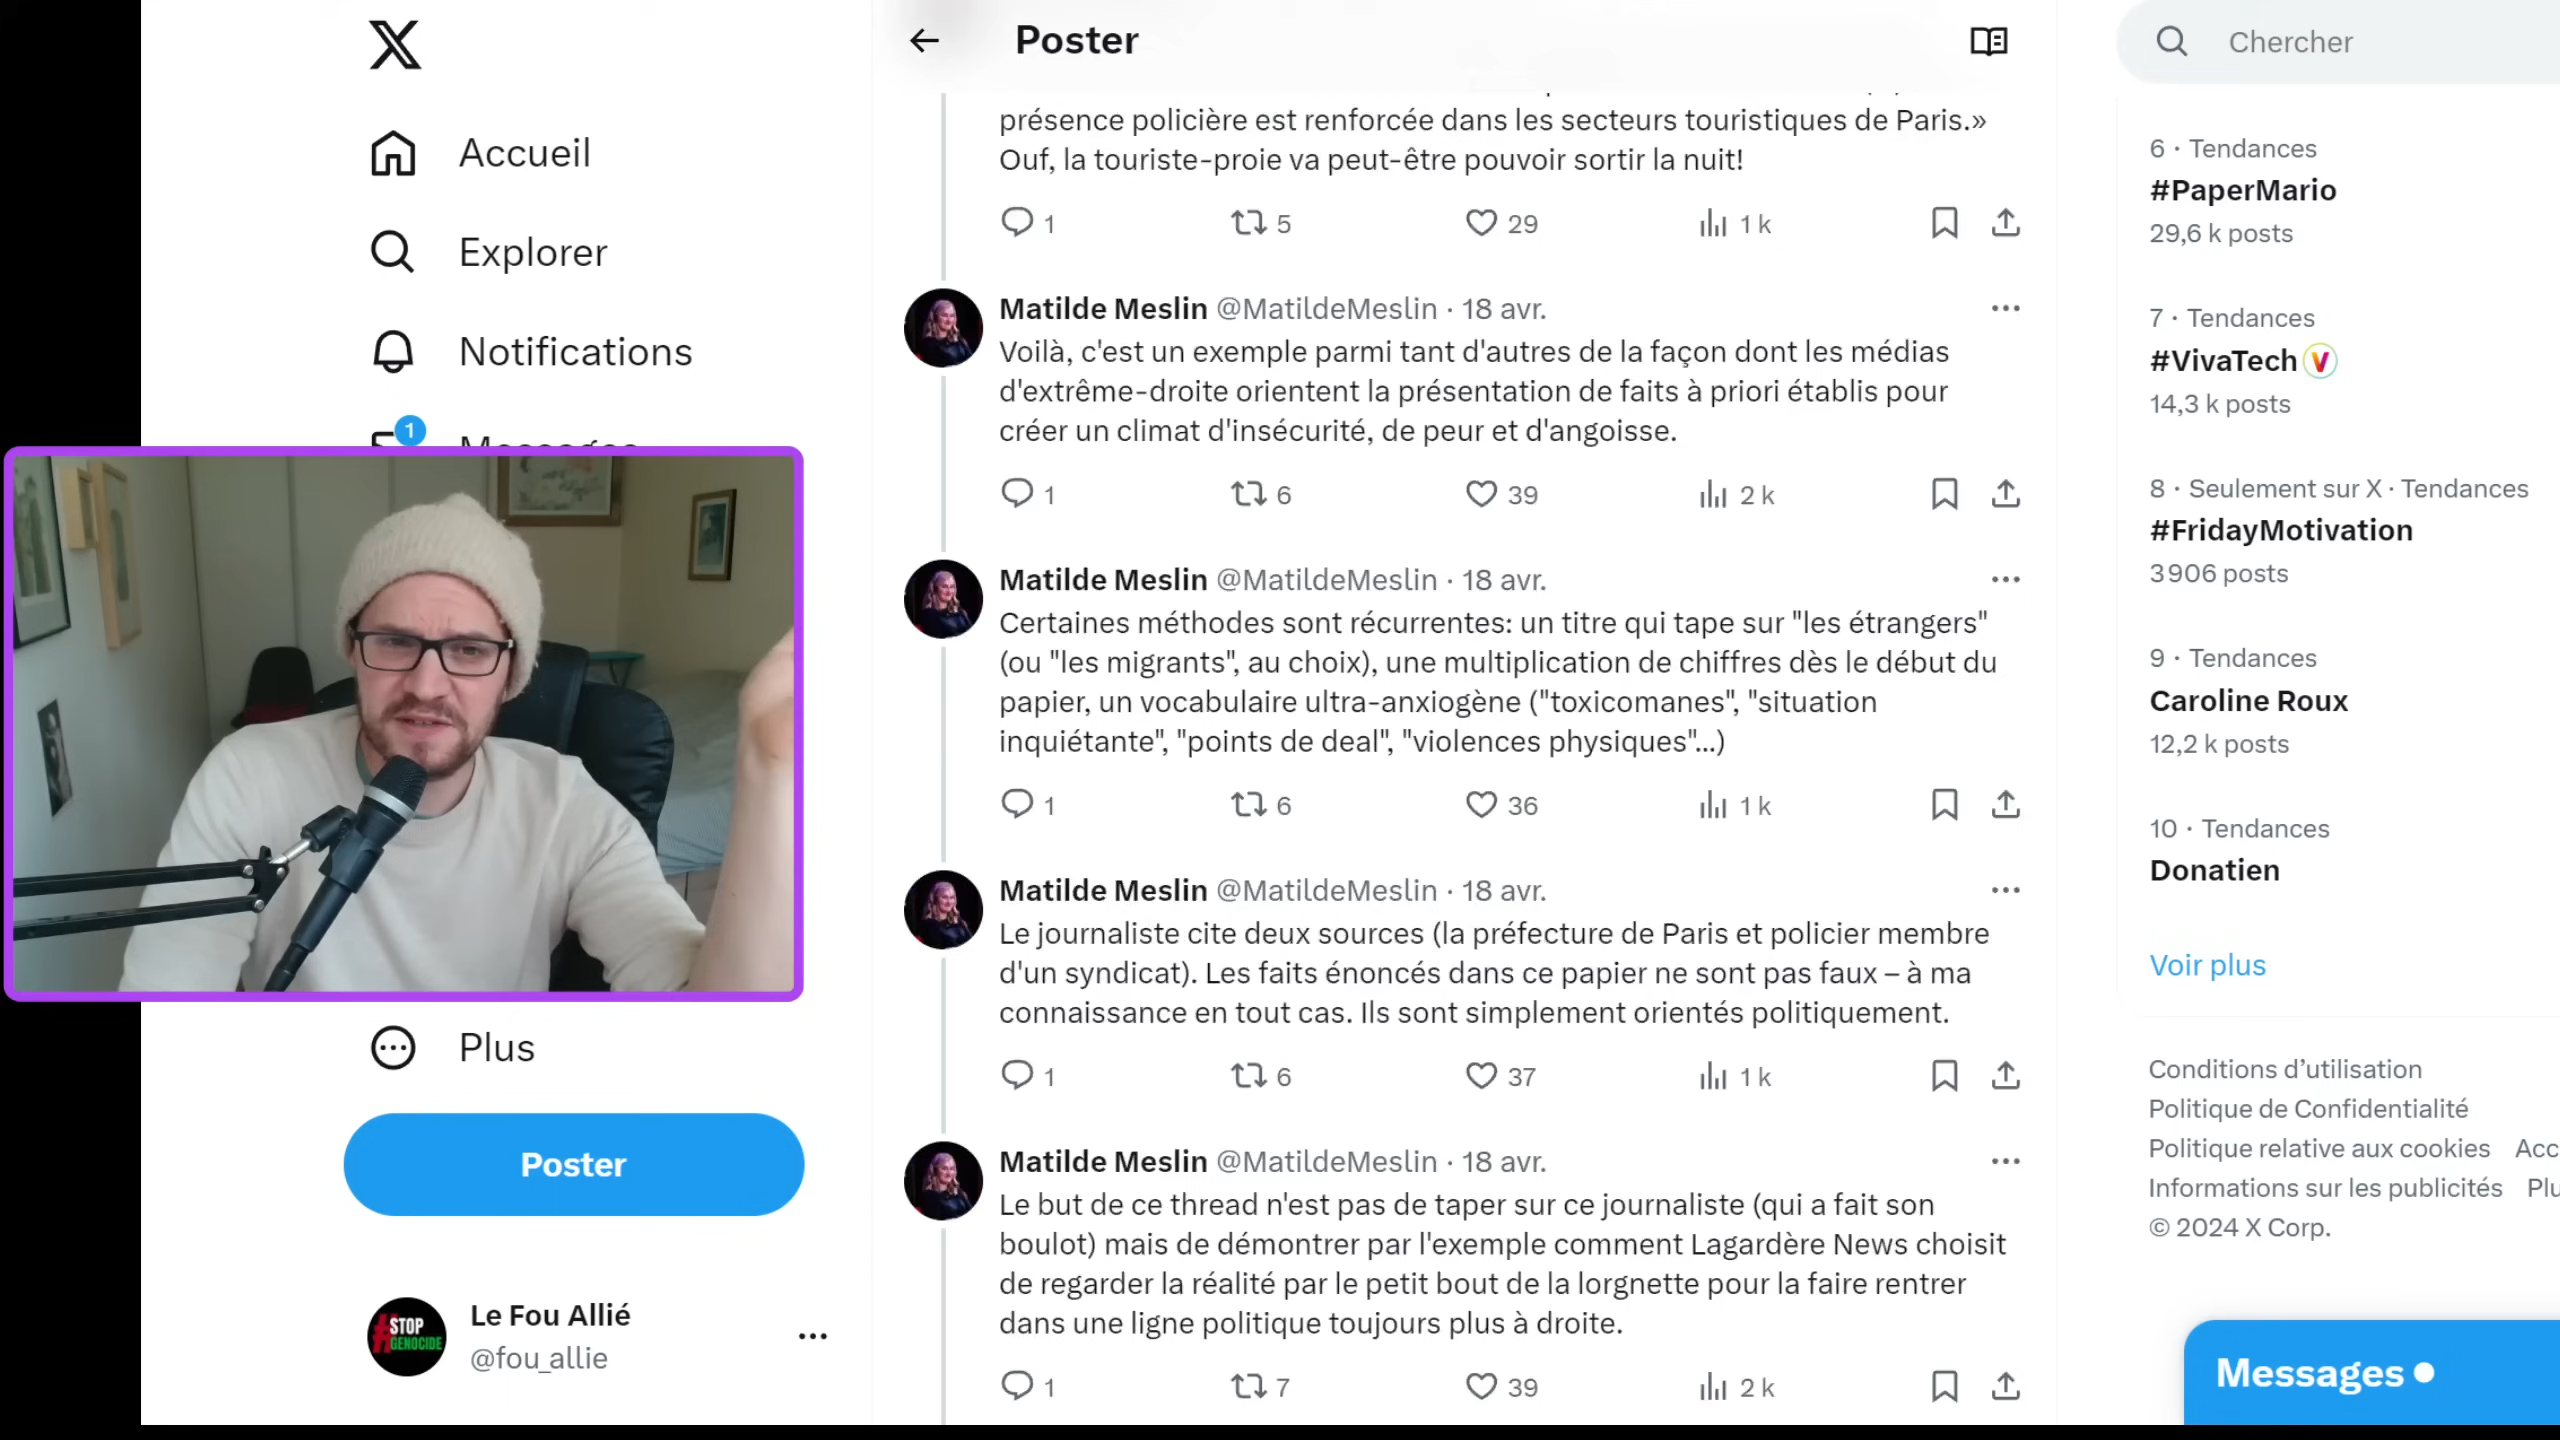 Accueil
Explorer
Notifications
1
Messages
Plus
Poster
Le Fou Allié
@fou_allie
#STOP
GENOCIDE
Poster
présence policière est renforcée dans les secteurs touristiques de Paris.»
Ouf, la touriste-proie va peut-être pouvoir sortir la nuit!
1 5 29 1 k
Matilde Meslin @MatildeMeslin · 18 avr.
Voilà, c'est un exemple parmi tant d'autres de la façon dont les médias
d'extrême-droite orientent la présentation de faits à priori établis pour
créer un climat d'insécurité, de peur et d'angoisse.
1 6 39 2 k
Matilde Meslin @MatildeMeslin · 18 avr.
Certaines méthodes sont récurrentes: un titre qui tape sur "les étrangers"
(ou "les migrants", au choix), une multiplication de chiffres dès le début du
papier, un vocabulaire ultra-anxiogène ("toxicomanes", "situation
inquiétante", "points de deal", "violences physiques"...)
1 6 36 1 k
Matilde Meslin @MatildeMeslin · 18 avr.
Le journaliste cite deux sources (la préfecture de Paris et policier membre
d'un syndicat). Les faits énoncés dans ce papier ne sont pas faux – à ma
connaissance en tout cas. Ils sont simplement orientés politiquement.
1 6 37 1 k
Matilde Meslin @MatildeMeslin · 18 avr.
Le but de ce thread n'est pas de taper sur ce journaliste (qui a fait son
boulot) mais de démontrer par l'exemple comment Lagardère News choisit
de regarder la réalité par le petit bout de la lorgnette pour la faire rentrer
dans une ligne politique toujours plus à droite.
1 7 39 2 k
Chercher
6 · Tendances
#PaperMario
29,6 k posts
7 · Tendances
#VivaTech
14,3 k posts
8 · Seulement sur X · Tendances
#FridayMotivation
3 906 posts
9 · Tendances
Caroline Roux
12,2 k posts
10 · Tendances
Donatien
Voir plus
Conditions d’utilisation
Politique de Confidentialité
Politique relative aux cookies Acc
Informations sur les publicités Plu
© 2024 X Corp.
Messages